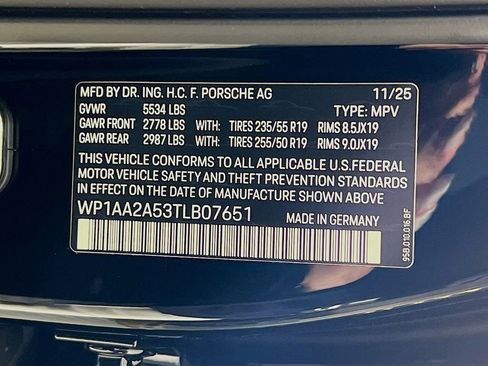 MFD BY DR. ING. H.C. F. PORSCHE AG 11/25
GVWR 5534 LBS TYPE: MPV
GAWR FRONT 2778 LBS WITH: TIRES 235/55 R19 RIMS 8.5JX19
GAWR REAR 2987 LBS WITH: TIRES 255/50 R19 RIMS 9.0JX19
THIS VEHICLE CONFORMS TO ALL APPLICABLE U.S.FEDERAL
MOTOR VEHICLE SAFETY AND THEFT PREVENTION STANDARDS
IN EFFECT ON THE DATE OF MANUFACTURE SHOWN ABOVE.
WP1AA2A53TLB07651 MADE IN GERMANY
95B.010.016.BF